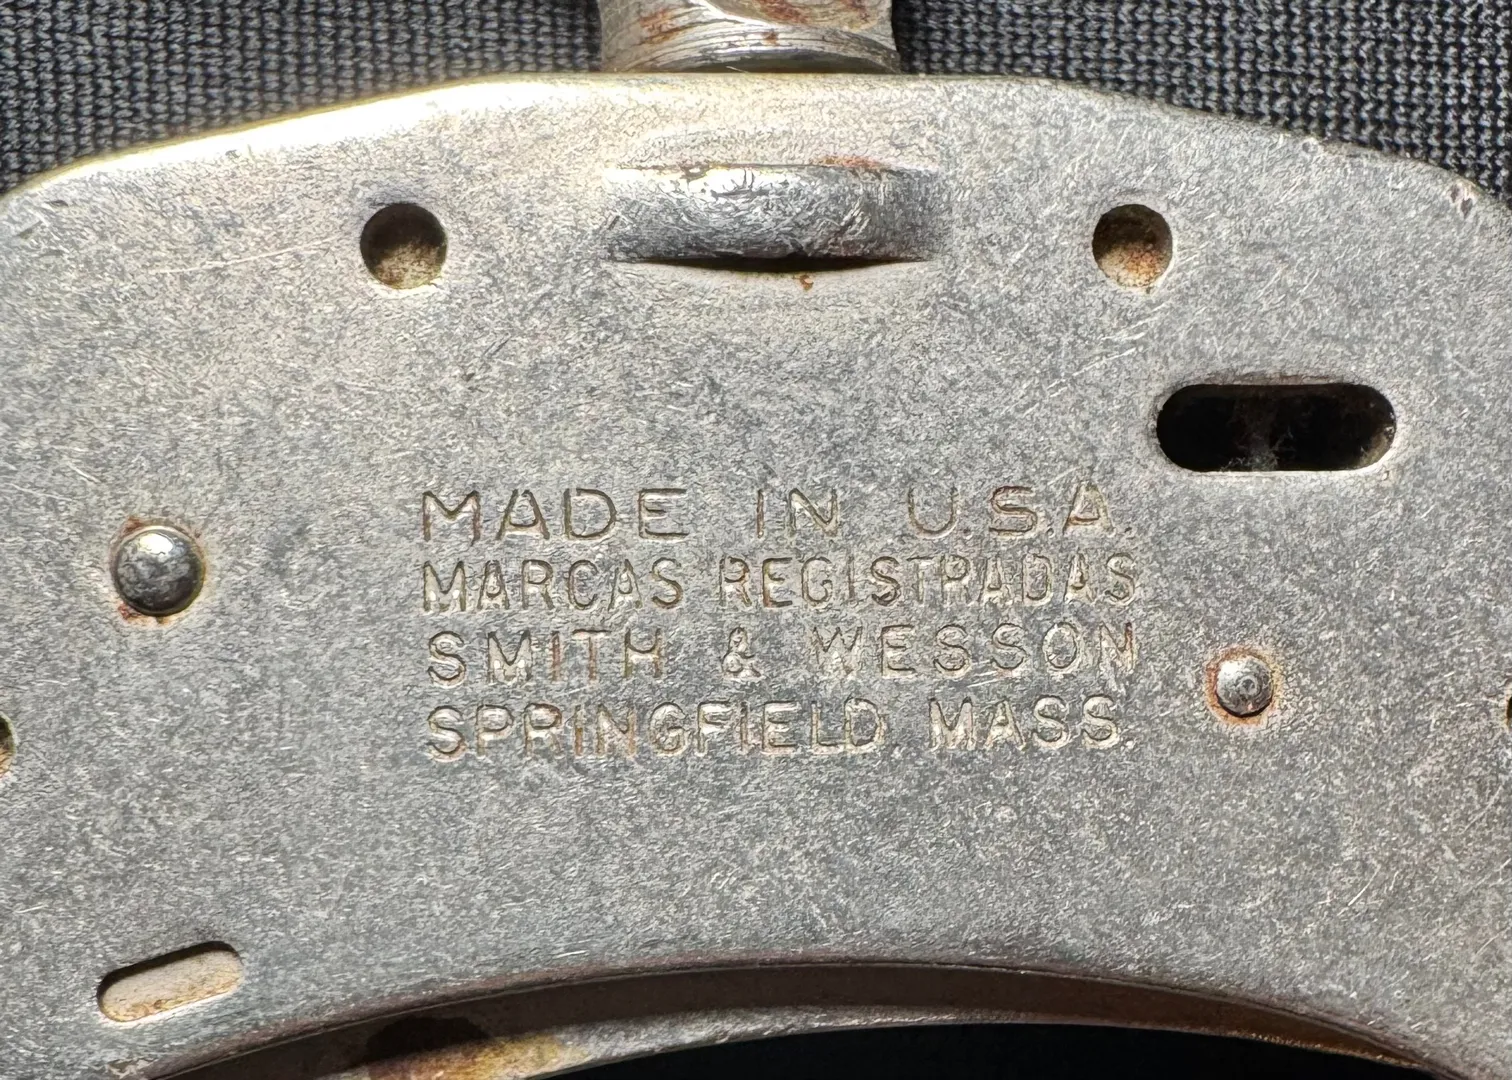 MADE IN U.S.A.
MARCAS REGISTRADAS
SMITH & WESSON
SPRINGFIELD, MASS.